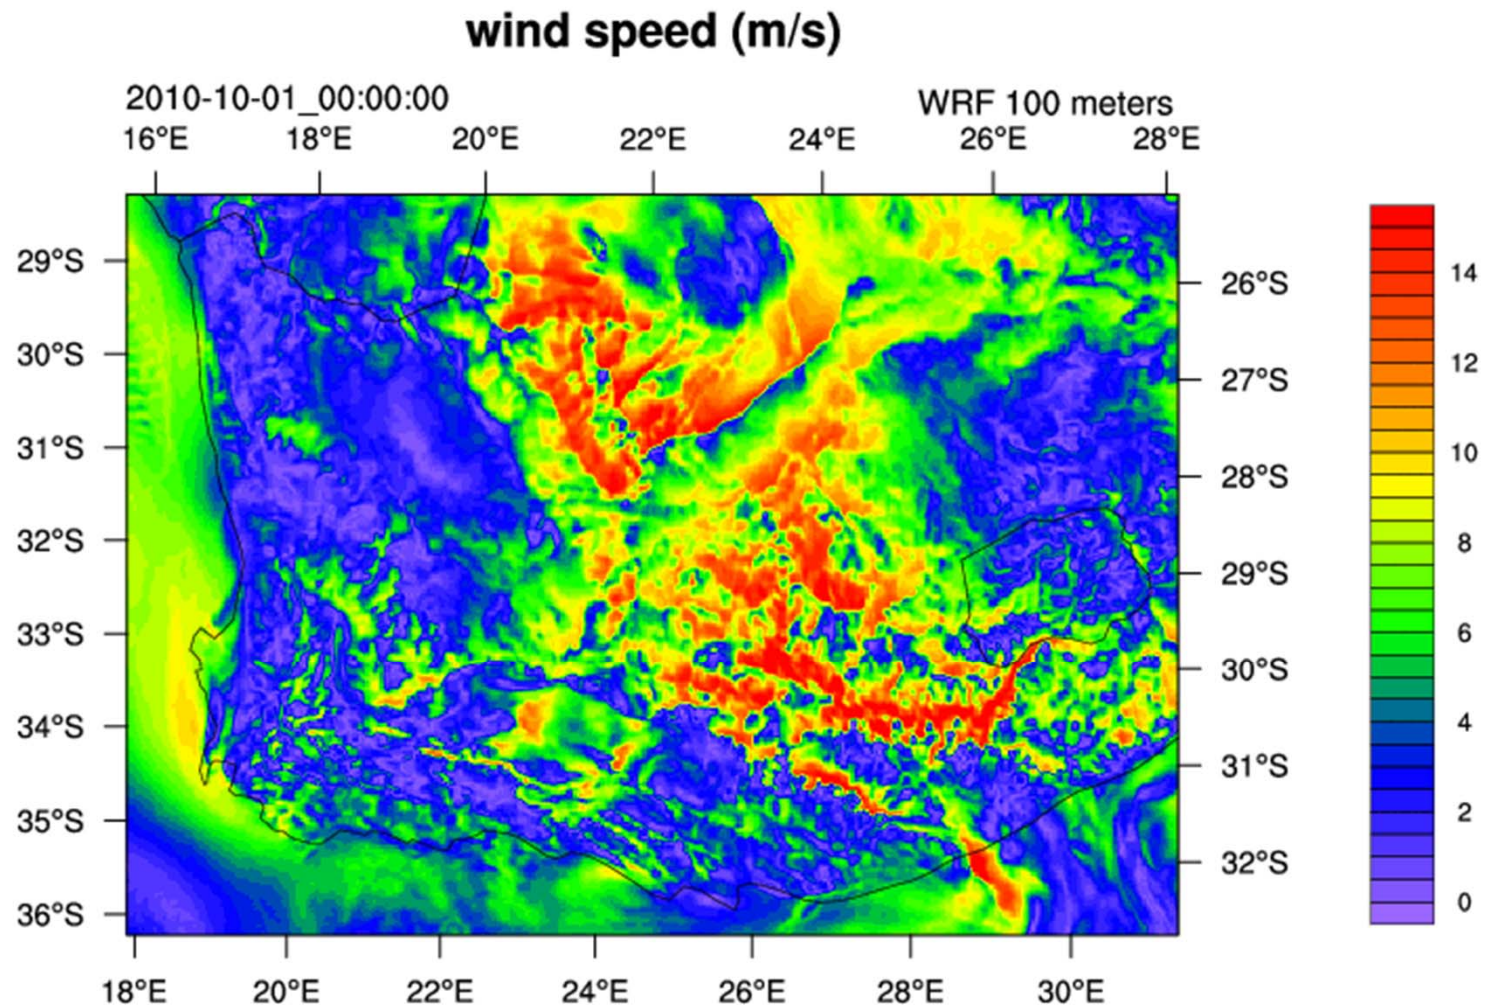 wind speed (m/s)
2010-10-01_00:00:00
WRF 100 meters
16°E 18°E 20°E 22°E 24°E 26°E 28°E
29°S
30°S
31°S
32°S
33°S
34°S
35°S
36°S
26°S
27°S
28°S
29°S
30°S
31°S
32°S
14
12
10
8
6
4
2
0
18°E 20°E 22°E 24°E 26°E 28°E 30°E